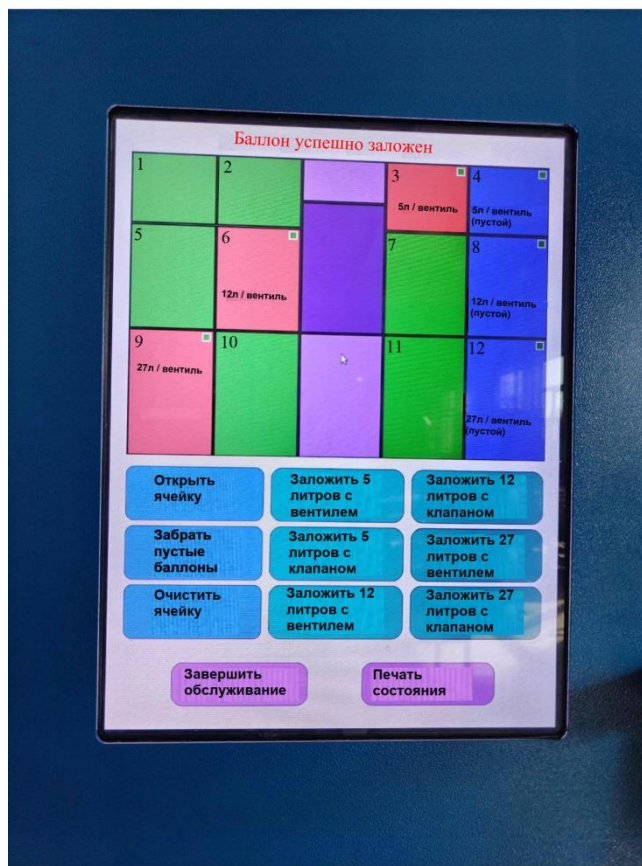 Баллон успешно заложен
1
2
3
5л / вентиль
4
5л / вентиль
(пустой)
5
6
12л / вентиль
7
8
12л / вентиль
(пустой)
9
27л / вентиль
10
11
12
27л / вентиль
(пустой)
Открыть
ячейку
Заложить 5
литров с
вентилем
Заложить 12
литров с
клапаном
Забрать
пустые
баллоны
Заложить 5
литров с
клапаном
Заложить 27
литров с
вентилем
Очистить
ячейку
Заложить 12
литров с
вентилем
Заложить 27
литров с
клапаном
Завершить
обслуживание
Печать
состояния